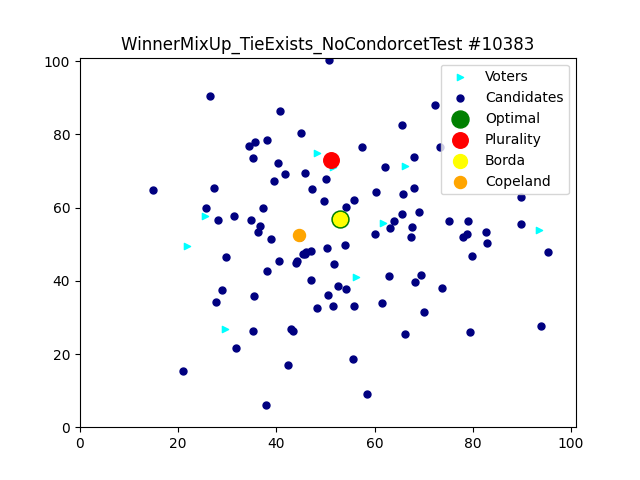 WinnerMixUp_TieExists_NoCondorcetTest #10383
Voters
Candidates
Optimal
Plurality
Borda
Copeland
100
80
60
40
20
0
0 20 40 60 80 100